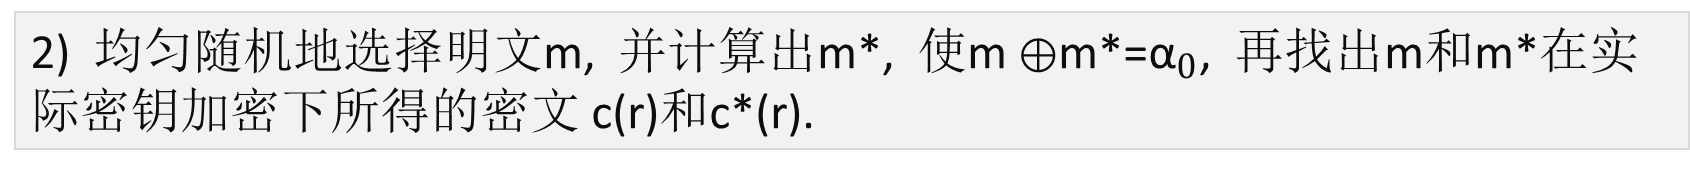 2) 均匀随机地选择明文m, 并计算出m*, 使m ⊕m*=α₀, 再找出m和m*在实
际密钥加密下所得的密文 c(r)和c*(r).